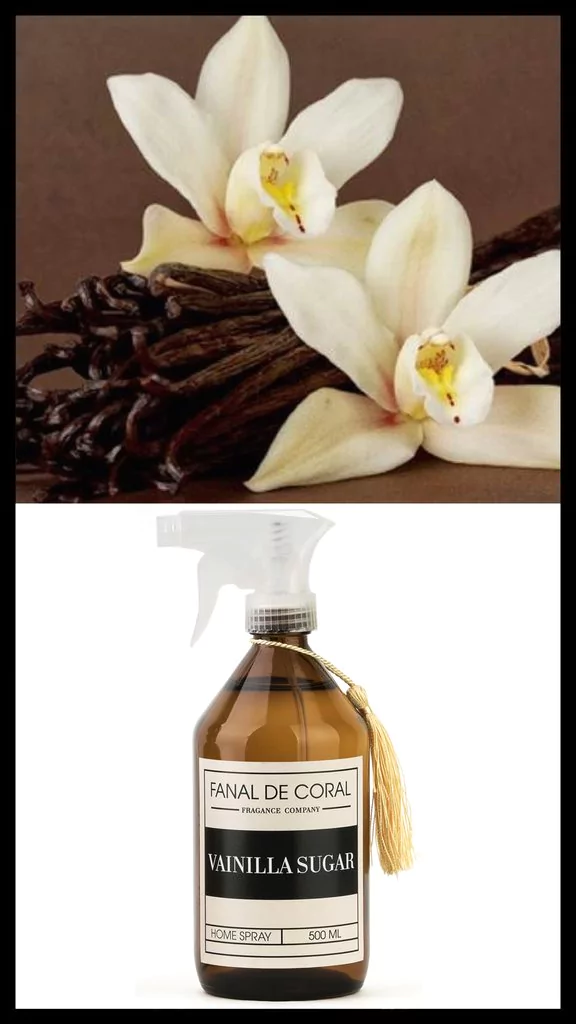 FANAL DE CORAL
FRAGANCE COMPANY
VAINILLA SUGAR
HOME SPRAY 500 ML